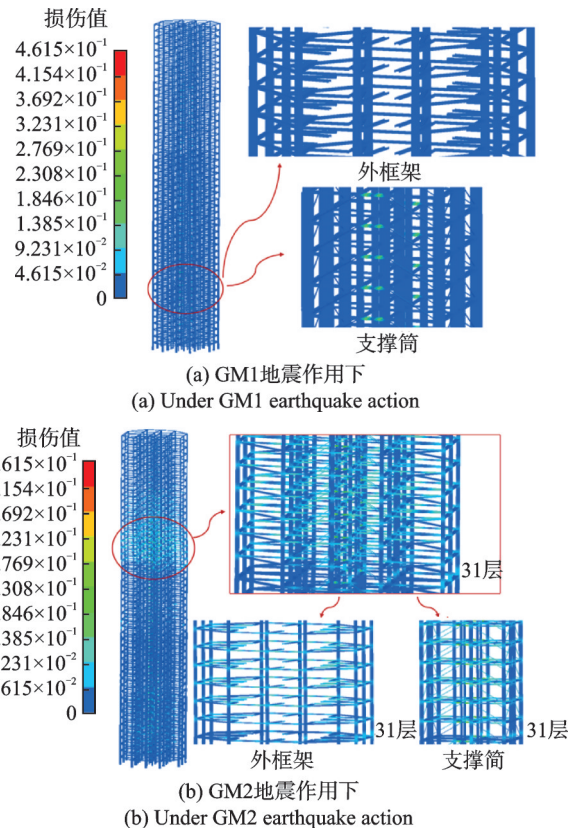 损伤值
4.615×10⁻¹
4.154×10⁻¹
3.692×10⁻¹
3.231×10⁻¹
2.769×10⁻¹
2.308×10⁻¹
1.846×10⁻¹
1.385×10⁻¹
9.231×10⁻²
4.615×10⁻²
0
外框架
支撑筒
(a) GM1地震作用下
(a) Under GM1 earthquake action
损伤值
.615×10⁻¹
.154×10⁻¹
.692×10⁻¹
.231×10⁻¹
.769×10⁻¹
.308×10⁻¹
.846×10⁻¹
.385×10⁻¹
.231×10⁻²
.615×10⁻²
0
31层
31层
31层
外框架
支撑筒
(b) GM2地震作用下
(b) Under GM2 earthquake action